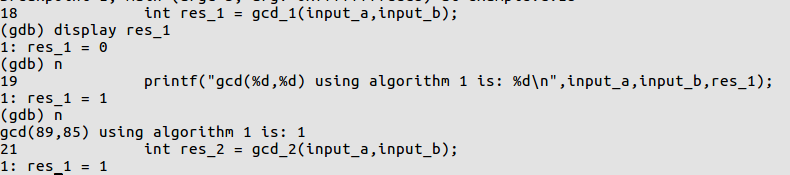 18 int res_1 = gcd_1(input_a,input_b);
(gdb) display res_1
1: res_1 = 0
(gdb) n
19 printf("gcd(%d,%d) using algorithm 1 is: %d\n",input_a,input_b,res_1);
1: res_1 = 1
(gdb) n
gcd(89,85) using algorithm 1 is: 1
21 int res_2 = gcd_2(input_a,input_b);
1: res_1 = 1